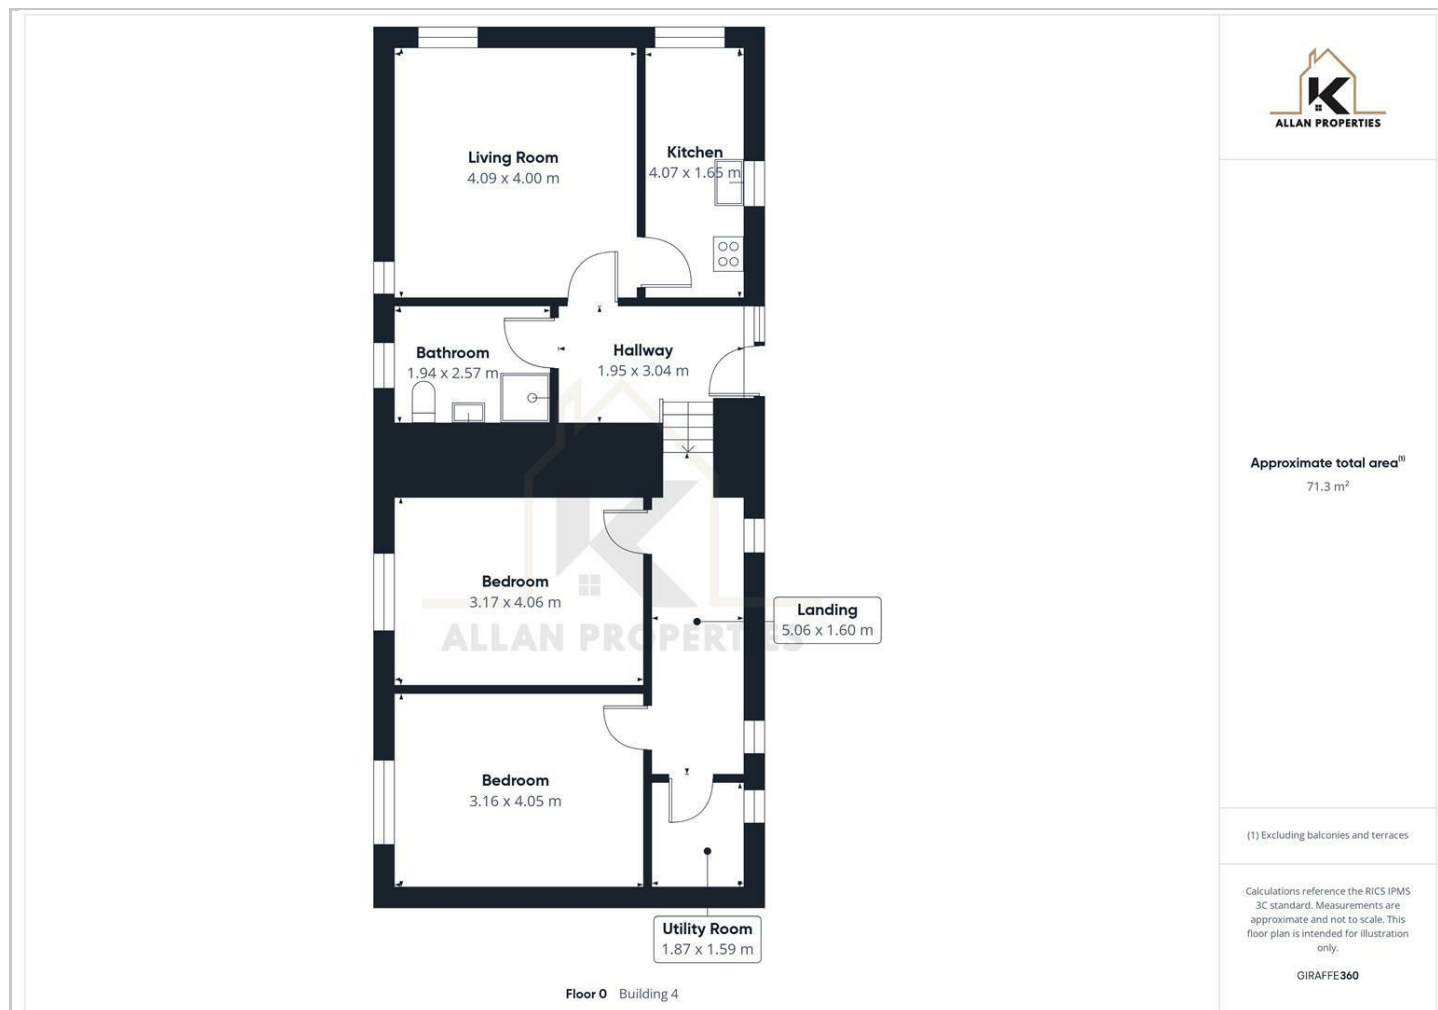 Living Room
4.09 x 4.00 m
Kitchen
4.07 x 1.65 m
Bathroom
1.94 x 2.57 m
Hallway
1.95 x 3.04 m
Bedroom
3.17 x 4.06 m
Landing
5.06 x 1.60 m
ALLAN PROPERTIES
Bedroom
3.16 x 4.05 m
Utility Room
1.87 x 1.59 m
Floor 0 Building 4
K
ALLAN PROPERTIES
Approximate total area(1)
71.3 m²
(1) Excluding balconies and terraces
Calculations reference the RICS IPMS
3C standard. Measurements are
approximate and not to scale. This
floor plan is intended for illustration
only.
GIRAFFE360